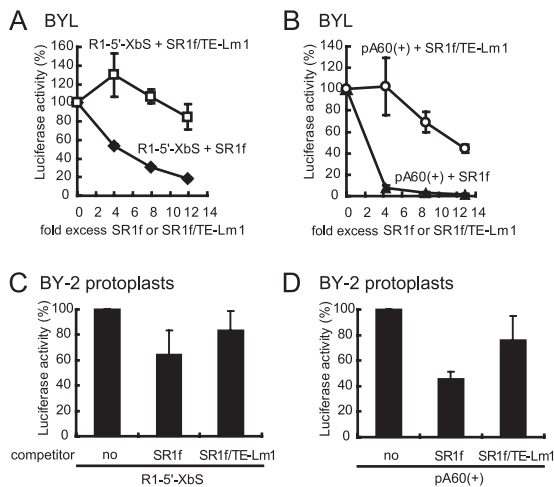 A BYL
Luciferase activity (%)
160
140
120
100
80
60
40
20
0
R1-5'-XbS + SR1f/TE-Lm1
R1-5'-XbS + SR1f
0 2 4 6 8 10 12 14
fold excess SR1f or SR1f/TE-Lm1
B BYL
Luciferase activity (%)
140
120
100
80
60
40
20
0
pA60(+) + SR1f/TE-Lm1
pA60(+) + SR1f
0 2 4 6 8 10 12 14
fold excess SR1f or SR1f/TE-Lm1
C BY-2 protoplasts
Luciferase activity (%)
100
80
60
40
20
0
competitor no SR1f SR1f/TE-Lm1
R1-5'-XbS
D BY-2 protoplasts
Luciferase activity (%)
100
80
60
40
20
0
no SR1f SR1f/TE-Lm1
pA60(+)